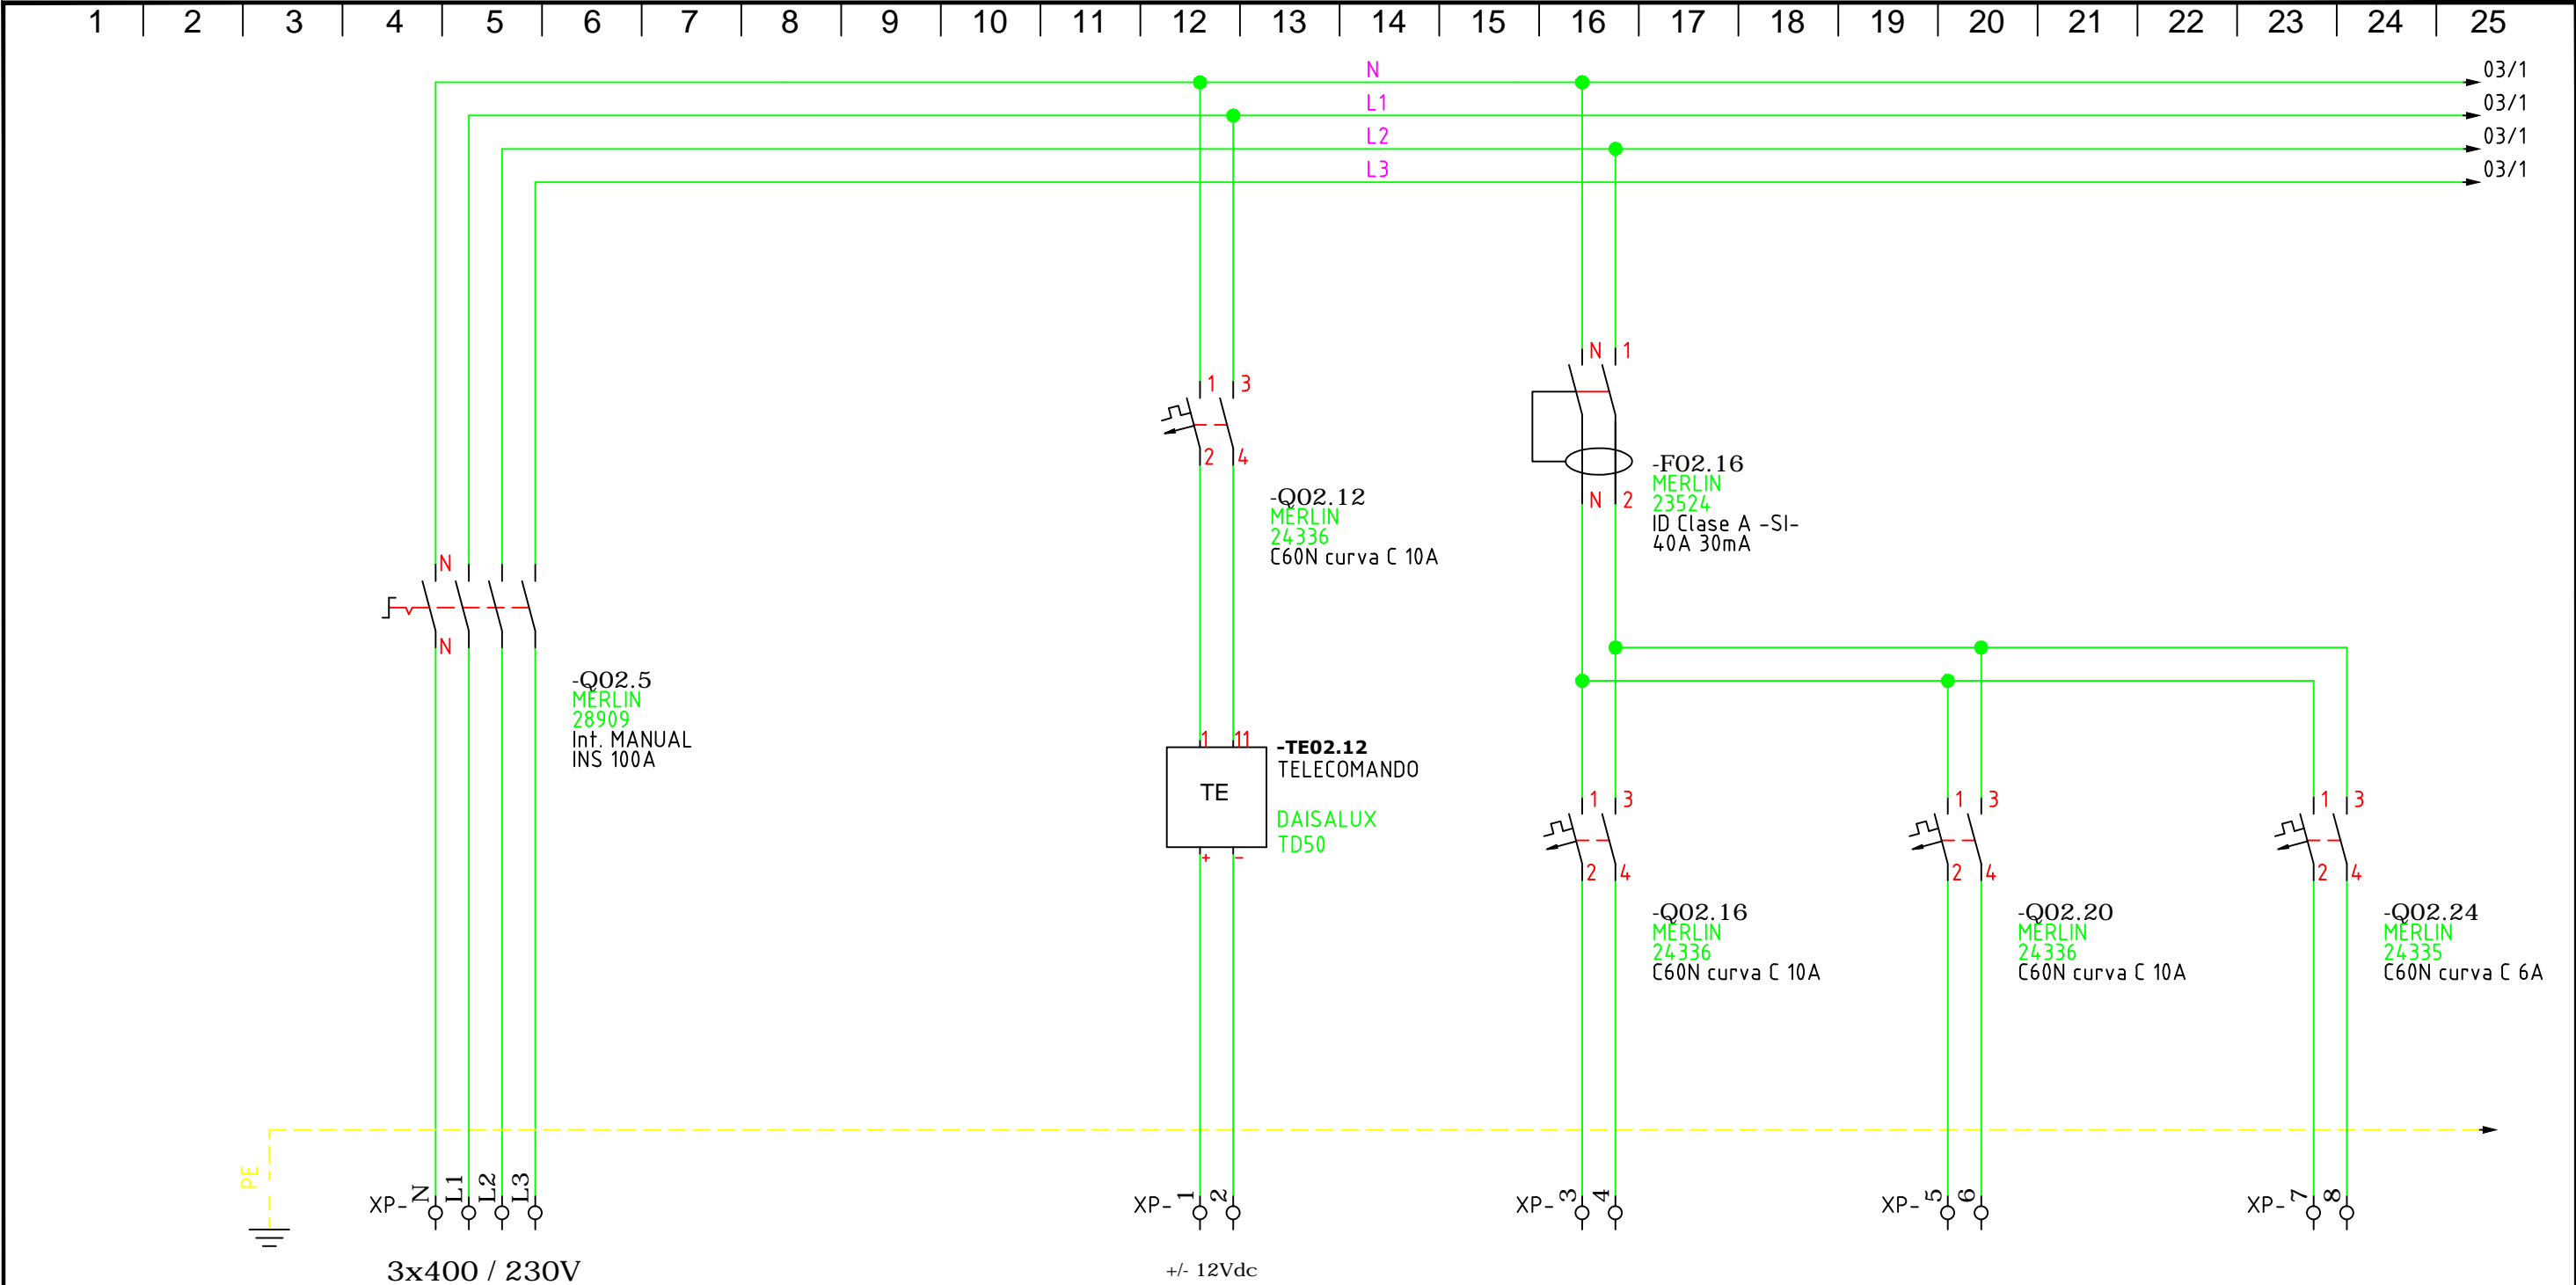 1 2 3 4 5 6 7 8 9 10 11 12 13 14 15 16 17 18 19 20 21 22 23 24 25
N 03/1
L1 03/1
L2 03/1
L3 03/1
N 1
1 3
2 4
-F02.16
MERLIN
23524
ID Clase A -SI-
40A 30mA
N 2
-Q02.12
MERLIN
24336
C60N curva C 10A
N
N
-Q02.5
MERLIN
28909
Int. MANUAL
INS 100A
1 11
-TE02.12
TELECOMANDO
TE
DAISALUX
TD50
+ -
1 3
2 4
-Q02.16
MERLIN
24336
C60N curva C 10A
1 3
2 4
-Q02.20
MERLIN
24336
C60N curva C 10A
1 3
2 4
-Q02.24
MERLIN
24335
C60N curva C 6A
PE
XP- N L1 L2 L3
XP- 1 2
XP- 3 4
XP- 5 6
XP- 7 8
3x400 / 230V
+/- 12Vdc